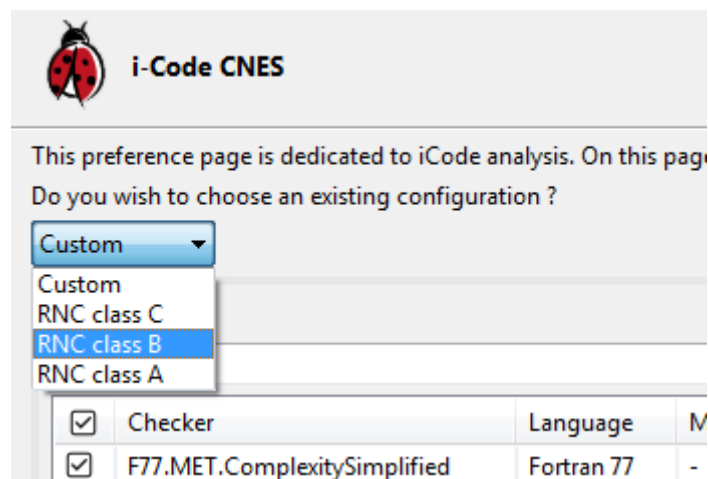 i-Code CNES
This preference page is dedicated to iCode analysis. On this page
Do you wish to choose an existing configuration ?
Custom
Custom
RNC class C
RNC class B
RNC class A
Checker Language M
F77.MET.ComplexitySimplified Fortran 77 -